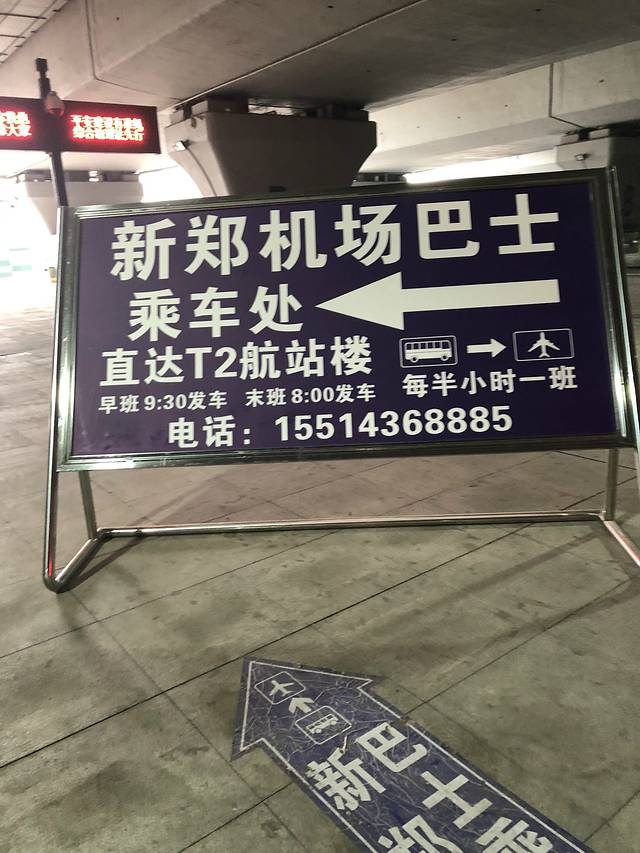 新郑机场巴士
乘车处
直达T2航站楼
早班9:30发车 末班8:00发车
每半小时一班
电话：15514368885
新郑
巴士乘